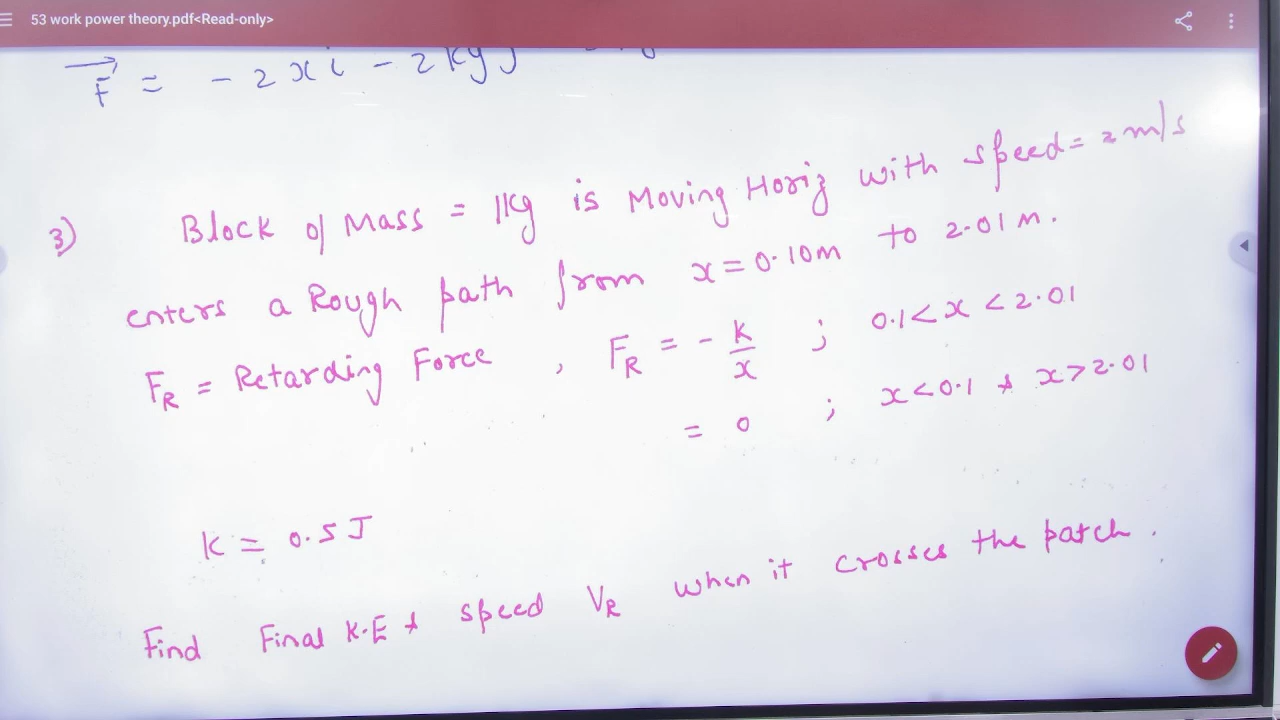 53 work power theory.pdf<Read-only>
F = - 2xi - 2kyj
3) Block of Mass = 1kg is Moving Horiz with speed= 2m/s
enters a Rough path from x=0.10m to 2.01m.
FR = Retarding Force , FR = - k/x ; 0.1<x<2.01
= 0 ; x<0.1 & x>2.01
K = 0.5J
Find Final K.E & speed VR when it crosses the patch.